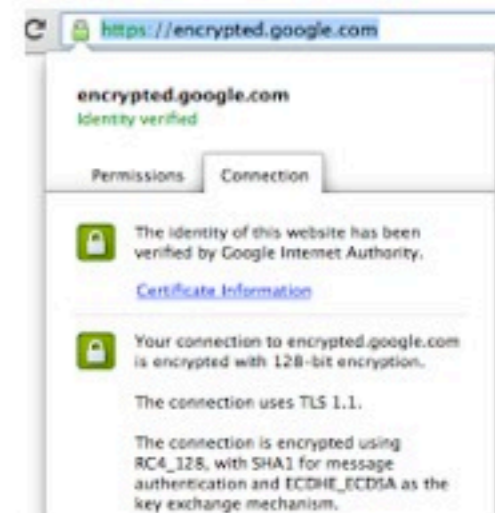 https://encrypted.google.com
encrypted.google.com
Identity verified
Permissions Connection
The identity of this website has been
verified by Google Internet Authority.
Certificate Information
Your connection to encrypted.google.com
is encrypted with 128-bit encryption.
The connection uses TLS 1.1.
The connection is encrypted using
RC4_128, with SHA1 for message
authentication and ECDHE_ECDSA as the
key exchange mechanism.